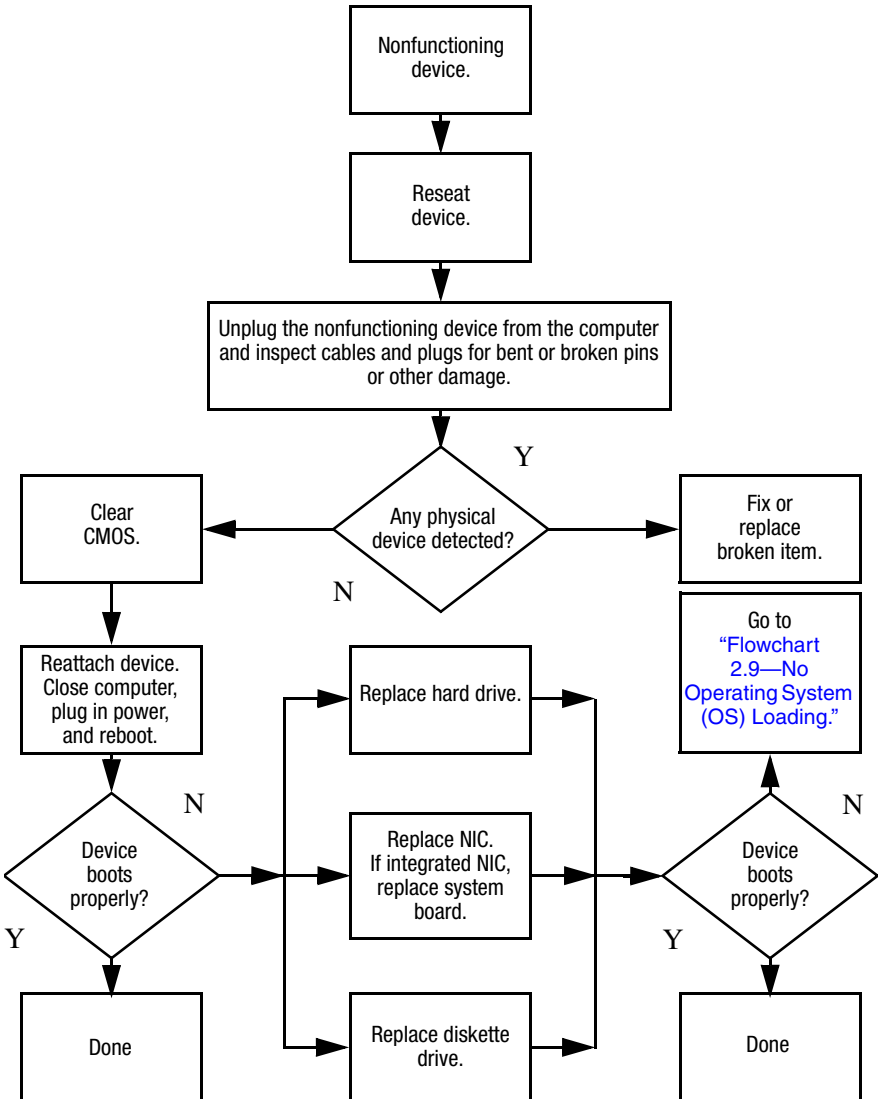 Nonfunctioning
device.
Reseat
device.
Unplug the nonfunctioning device from the computer
and inspect cables and plugs for bent or broken pins
or other damage.
Y
Any physical
device detected?
N
Clear
CMOS.
Fix or
replace
broken item.
Go to
“Flowchart
2.9—No
Operating System
(OS) Loading.”
Reattach device.
Close computer,
plug in power,
and reboot.
Replace hard drive.
N
Device
boots
properly?
Y
Replace NIC.
If integrated NIC,
replace system
board.
N
Device
boots
properly?
Y
Done
Replace diskette
drive.
Done